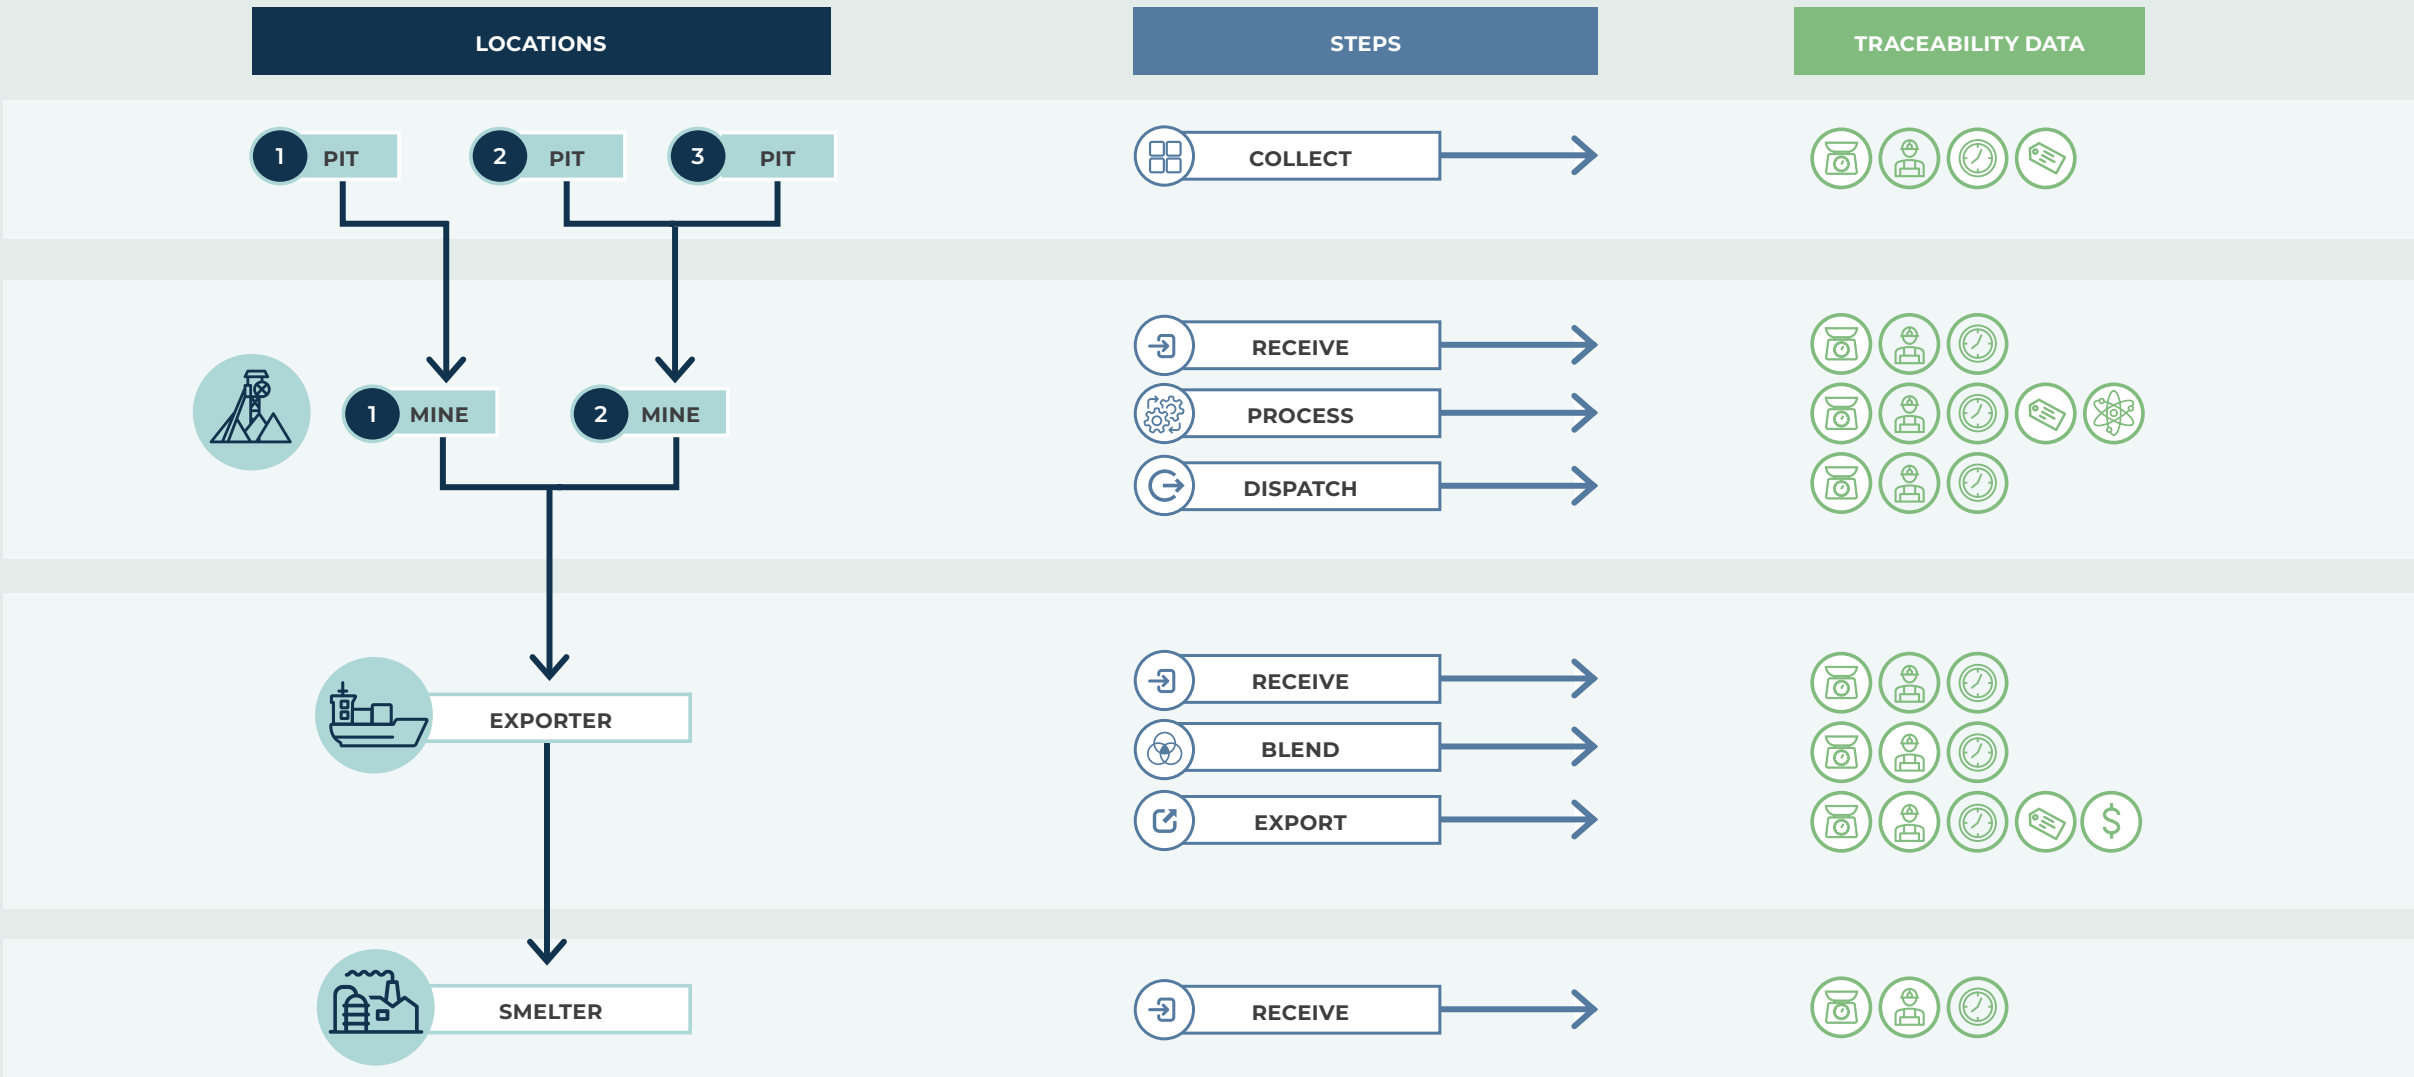 LOCATIONS
STEPS
TRACEABILITY DATA
1 PIT
2 PIT
3 PIT
COLLECT
RECEIVE
1 MINE
2 MINE
PROCESS
DISPATCH
EXPORTER
RECEIVE
BLEND
EXPORT
$
SMELTER
RECEIVE